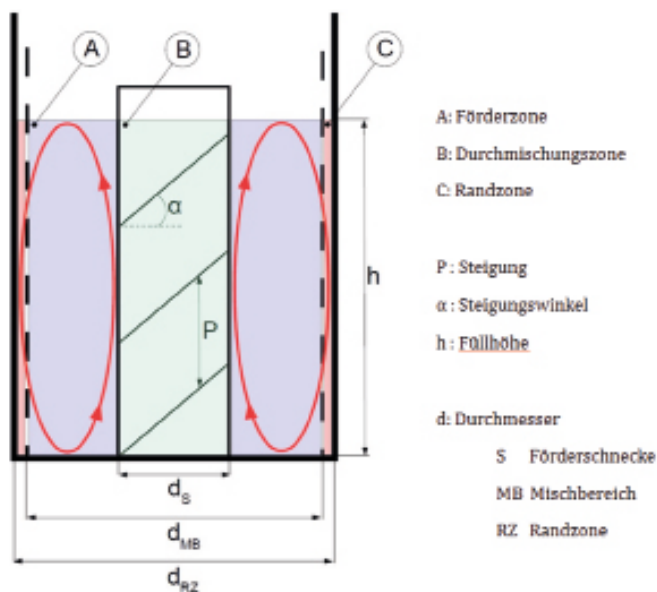 A
B
C
α
P
h
d_S
d_MB
d_RZ
A: Förderzone
B: Durchmischungszone
C: Randzone
P : Steigung
α: Steigungswinkel
h : Füllhöhe
d: Durchmesser
S Förderschnecke
MB Mischbereich
RZ Randzone